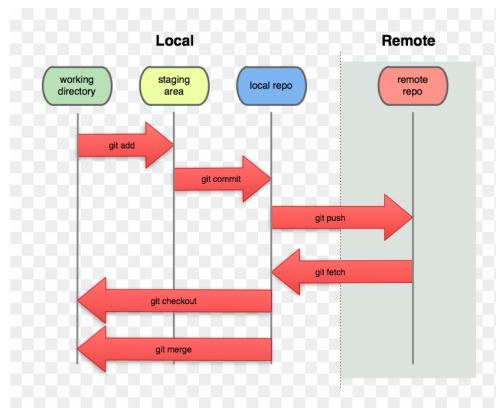 Local
Remote
working
directory
staging
area
local repo
remote
repo
git add
git commit
git push
git fetch
git checkout
git merge